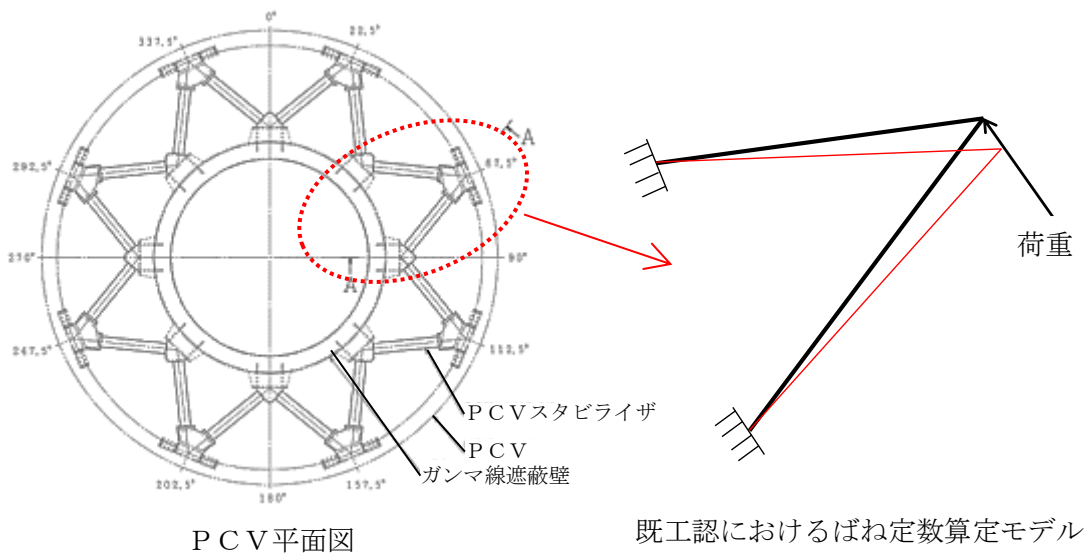 0°
22.5°
A
67.5°
90°
112.5°
157.5°
180°
202.5°
247.5°
270°
292.5°
337.5°
A
ＰＣＶスタビライザ
ＰＣＶ
ガンマ線遮蔽壁
ＰＣＶ平面図
荷重
既工認におけるばね定数算定モデル